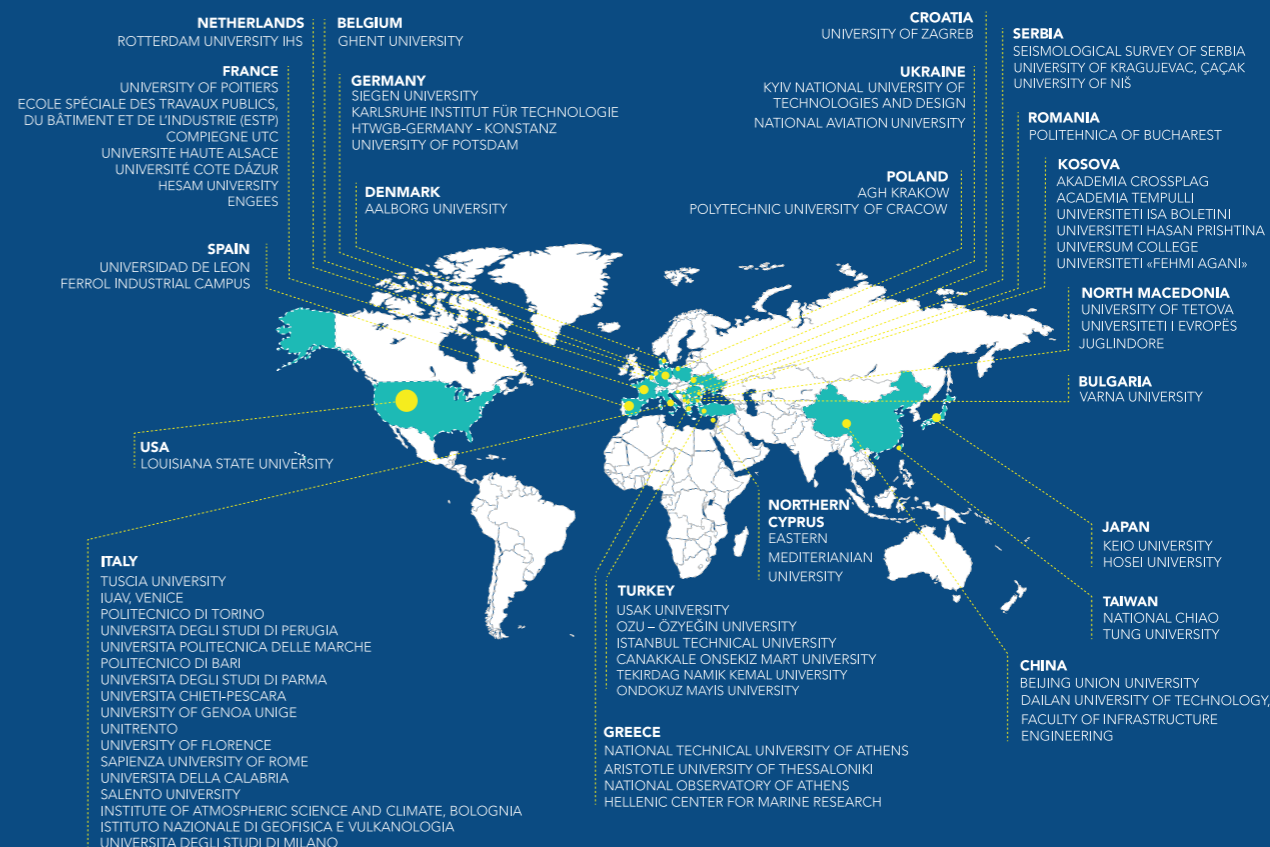 NETHERLANDS
ROTTERDAM UNIVERSITY IHS
BELGIUM
GHENT UNIVERSITY
FRANCE
UNIVERSITY OF POITIERS
ECOLE SPÉCIALE DES TRAVAUX PUBLICS,
DU BÂTIMENT ET DE L'INDUSTRIE (ESTP)
COMPIEGNE UTC
UNIVERSITE HAUTE ALSACE
UNIVERSITÉ COTE DÁZUR
HESAM UNIVERSİTY
ENGEES
GERMANY
SIEGEN UNIVERSITY
KARLSRUHE INSTITUT FÜR TECHNOLOGIE
HTWGB-GERMANY - KONSTANZ
UNIVERSITY OF POTSDAM
DENMARK
AALBORG UNIVERSITY
SPAIN
UNIVERSIDAD DE LEON
FERROL INDUSTRIAL CAMPUS
CROATIA
UNIVERSITY OF ZAGREB
SERBIA
SEISMOLOGICAL SURVEY OF SERBIA
UNIVERSITY OF KRAGUJEVAC, ÇAÇAK
UNIVERSITY OF NIŠ
UKRAINE
KYIV NATIONAL UNIVERSITY OF
TECHNOLOGIES AND DESIGN
NATIONAL AVIATION UNIVERSITY
ROMANIA
POLITEHNICA OF BUCHAREST
POLAND
AGH KRAKOW
POLYTECHNIC UNIVERSITY OF CRACOW
KOSOVA
AKADEMIA CROSSPLAG
ACADEMIA TEMPULLI
UNIVERSITETI ISA BOLETINI
UNIVERSITETI HASAN PRISHTINA
UNIVERSUM COLLEGE
UNIVERSITETI «FEHMI AGANI»
NORTH MACEDONIA
UNIVERSITY OF TETOVA
UNIVERSITETI I EVROPËS
JUGLINDORE
BULGARIA
VARNA UNIVERSITY
USA
LOUISIANA STATE UNIVERSITY
NORTHERN
CYPRUS
EASTERN
MEDITERIANIAN
UNIVERSITY
JAPAN
KEIO UNIVERSITY
HOSEI UNIVERSITY
TAIWAN
NATIONAL CHIAO
TUNG UNIVERSITY
CHINA
BEIJING UNION UNIVERSITY
DAILAN UNIVERSITY OF TECHNOLOGY,
FACULTY OF INFRASTRUCTURE
ENGINEERING
ITALY
TUSCIA UNIVERSITY
IUAV, VENICE
POLITECNICO DI TORINO
UNIVERSITA DEGLI STUDI DI PERUGIA
UNIVERSITA POLITECNICA DELLE MARCHE
POLITECNICO DI BARI
UNIVERSITA DEGLI STUDI DI PARMA
UNIVERSITA CHIETI-PESCARA
UNIVERSITY OF GENOA UNIGE
UNITRENTO
UNIVERSITY OF FLORENCE
SAPIENZA UNIVERSITY OF ROME
UNIVERSITA DELLA CALABRIA
SALENTO UNIVERSITY
INSTITUTE OF ATMOSPHERIC SCIENCE AND CLIMATE, BOLOGNIA
ISTITUTO NAZIONALE DI GEOFISICA E VULKANOLOGIA
UNIVERSITA DEGLI STUDI DI MILANO
TURKEY
USAK UNIVERSITY
OZU – ÖZYEĞIN UNIVERSITY
ISTANBUL TECHNICAL UNIVERSITY
CANAKKALE ONSEKIZ MART UNIVERSITY
TEKIRDAG NAMIK KEMAL UNIVERSITY
ONDOKUZ MAYIS UNIVERSITY
GREECE
NATIONAL TECHNICAL UNIVERSITY OF ATHENS
ARISTOTLE UNIVERSITY OF THESSALONIKI
NATIONAL OBSERVATORY OF ATHENS
HELLENIC CENTER FOR MARINE RESEARCH